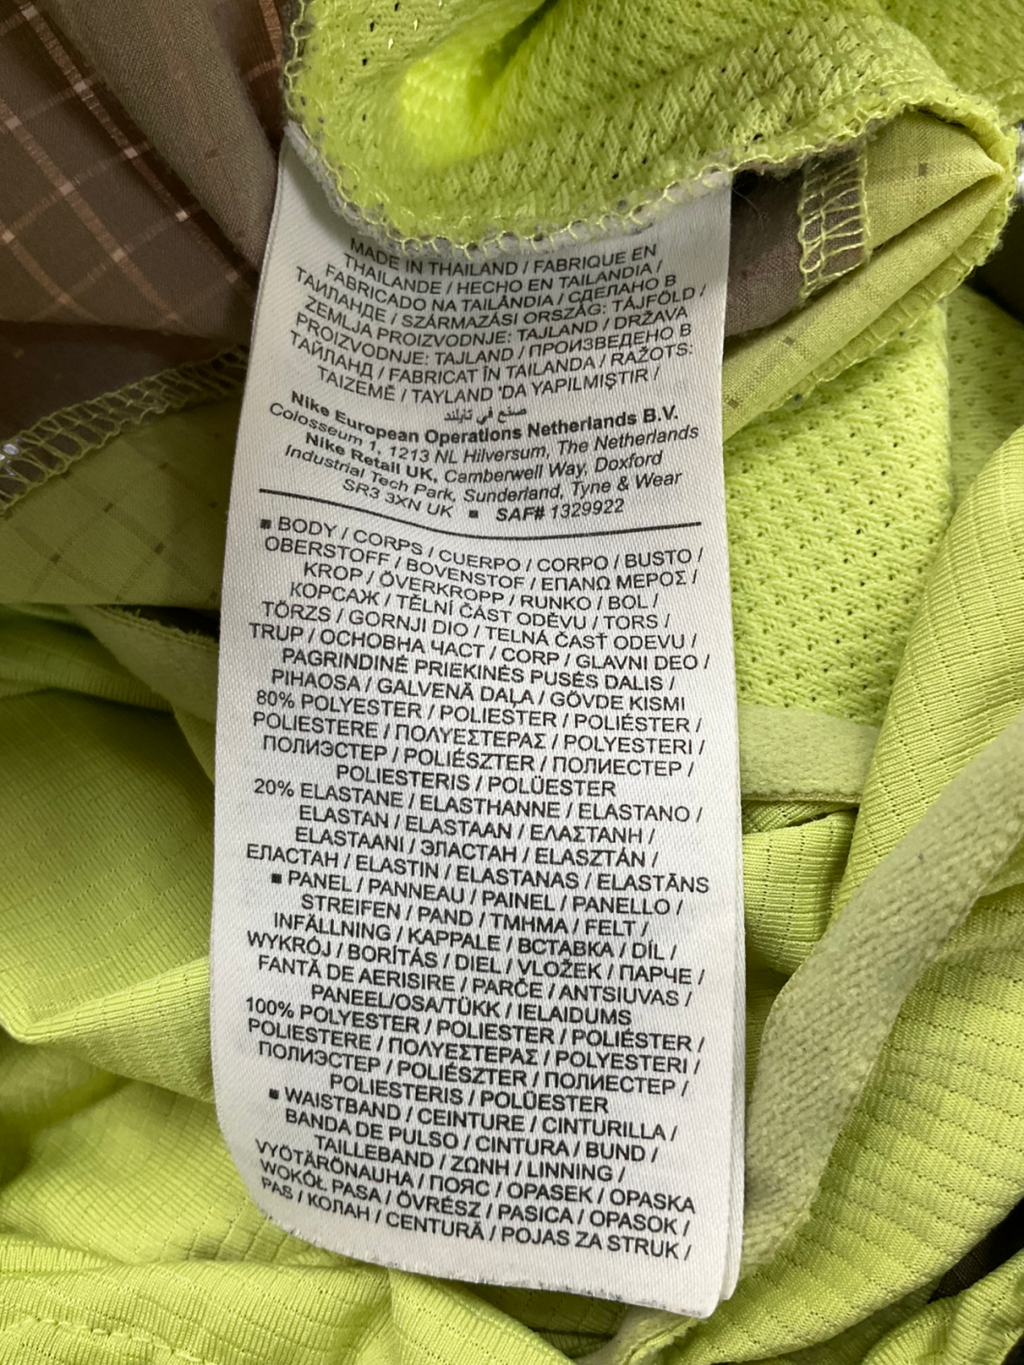 MADE IN THAILAND / FABRIQUE EN
THAILANDE / HECHO EN TAILANDIA /
FABRICADO NA TAILÂNDIA / СДЕЛАНО В
ТАИЛАНДЕ / SZÁRMAZÁSI ORSZÁG: TÁJFÖLD /
ZEMLJA PROIZVODNJE: TAJLAND / DRŽAVA
PROIZVODNJE: TAJLAND / ПРОИЗВЕДЕНО В
ТАЙЛАНД / FABRICAT ÎN TAILANDA / RAŽOTS:
TAIZEMĒ / TAYLAND 'DA YAPILMIŞTIR /
صنع في تايلند
Nike European Operations Netherlands B.V.
Colosseum 1, 1213 NL Hilversum, The Netherlands
Nike Retail UK, Camberwell Way, Doxford
Industrial Tech Park, Sunderland, Tyne & Wear
SR3 3XN UK ■ SAF# 1329922
■ BODY / CORPS / CUERPO / CORPO / BUSTO /
OBERSTOFF / BOVENSTOF / ΕΠΑΝΩ ΜΕΡΟΣ /
KROP / ÖVERKROPP / RUNKO / BOL /
КОРСАЖ / TĚLNÍ ČÁST ODĚVU / TORS /
TÖRZS / GORNJI DIO / TELNÁ ČASŤ ODEVU /
TRUP / ОСНОВНА ЧАСТ / CORP / GLAVNI DEO /
PAGRINDINĖ PRIEKINĖS PUSĖS DALIS /
PIHAOSA / GALVENĀ DAĻA / GÖVDE KISMI
80% POLYESTER / POLIESTER / POLIÉSTER /
POLIESTERE / ΠΟΛΥΕΣΤΕΡΑΣ / POLYESTERI /
ПОЛИЭСТЕР / POLIÉSZTER / ПОЛИЕСТЕР /
POLIESTERIS / POLÜESTER
20% ELASTANE / ELASTHANNE / ELASTANO /
ELASTAN / ELASTAAN / ΕΛΑΣΤΑΝΗ /
ELASTAANI / ЭЛАСТАН / ELASZTÁN /
ЕЛАСТАН / ELASTIN / ELASTANAS / ELASTĀNS
■ PANEL / PANNEAU / PAINEL / PANELLO /
STREIFEN / PAND / ΤΜΗΜΑ / FELT /
INFÄLLNING / KAPPALE / ВСТАВКА / DÍL /
WYKRÓJ / BORÍTÁS / DIEL / VLOŽEK / ПАРЧЕ /
FANTĂ DE AERISIRE / PARČE / ANTSIUVAS /
PANEEL/OSA/TÜKK / IELAIDUMS
100% POLYESTER / POLIESTER / POLIÉSTER /
POLIESTERE / ΠΟΛΥΕΣΤΕΡΑΣ / POLYESTERI /
ПОЛИЭСТЕР / POLIÉSZTER / ПОЛИЕСТЕР /
POLIESTERIS / POLÜESTER
■ WAISTBAND / CEINTURE / CINTURILLA /
BANDA DE PULSO / CINTURA / BUND /
TAILLEBAND / ΖΩΝΗ / LINNING /
VYÖTÄRÖNAUHA / ПОЯС / OPASEK / OPASKA
WOKÓŁ PASA / ÖVRÉSZ / PASICA / OPASOK /
PAS / КОЛАН / CENTURĂ / POJAS ZA STRUK /